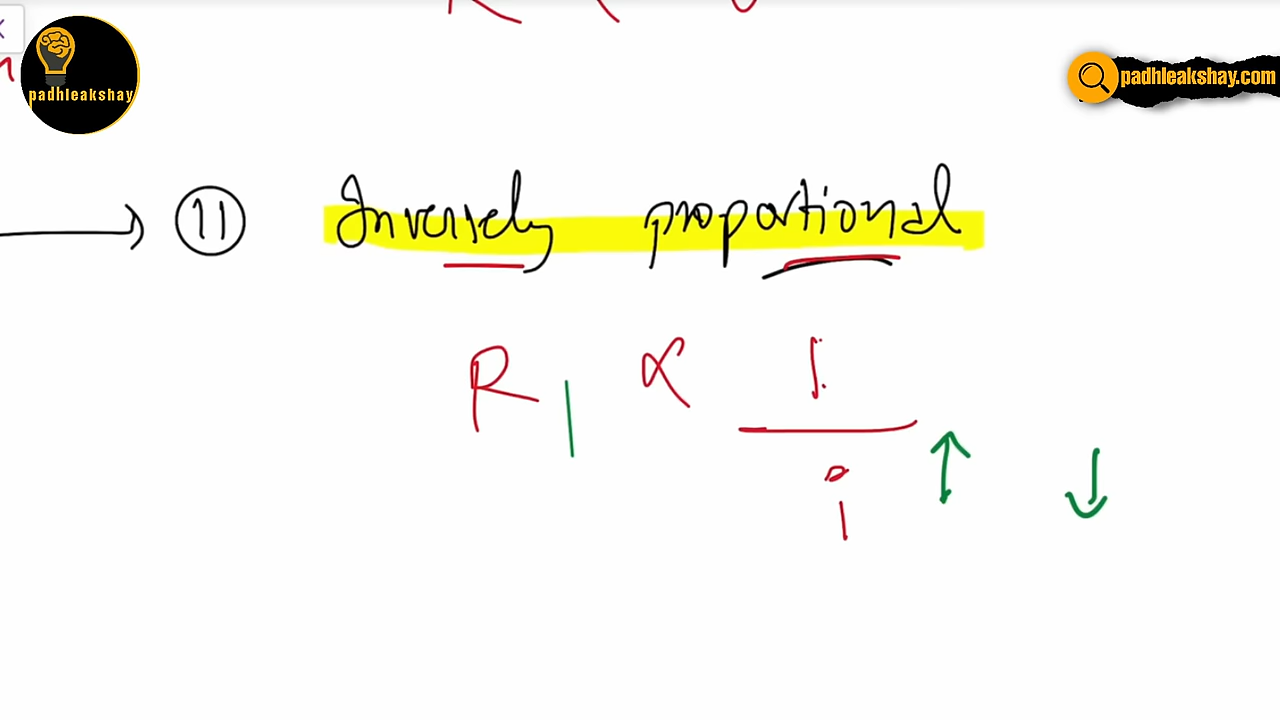 padhleakshay
padhleakshay.com
→ 11 Inversely proportional
R ∝ 1
i
↑ ↓